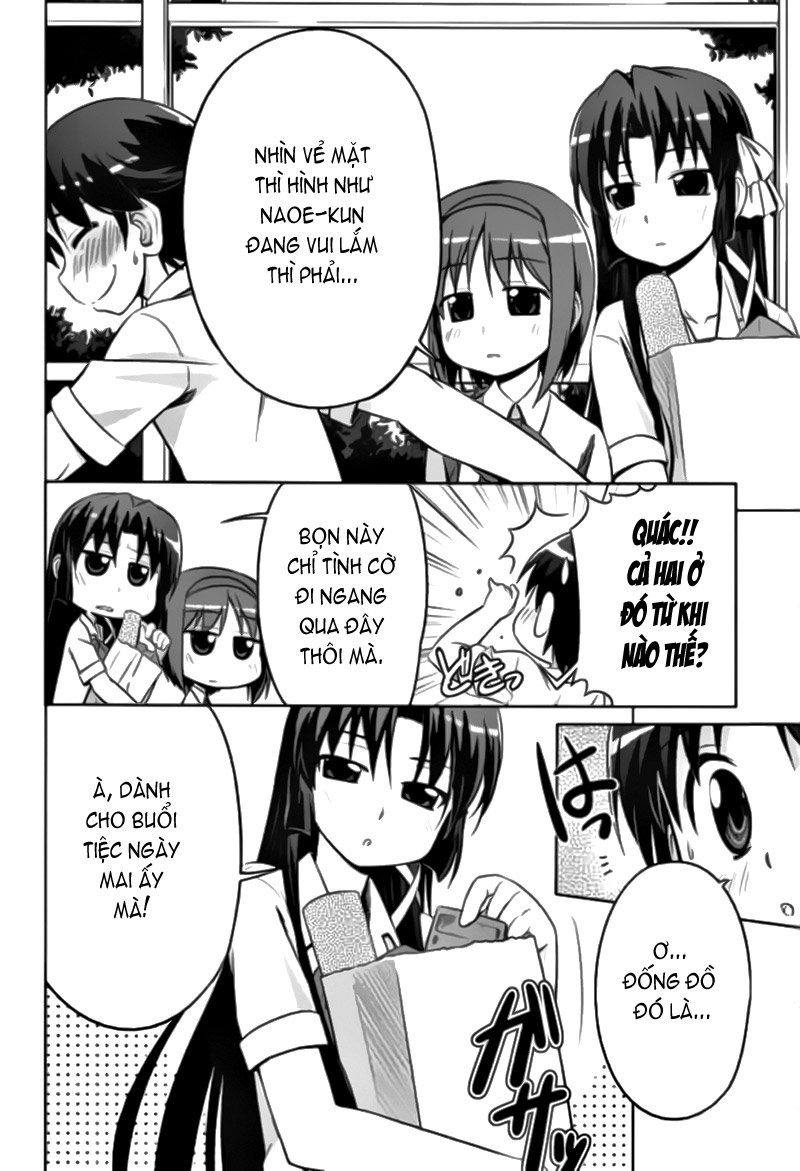 NHÌN VẺ MẶT
THÌ HÌNH NHƯ
NAOE-KUN
ĐANG VUI LẮM
THÌ PHẢI...
QUÁC!!
CẢ HAI Ở
ĐÓ TỪ KHI
NÀO THẾ?
どきっ
BỌN NÀY
CHỈ TÌNH CỜ
ĐI NGANG
QUA ĐÂY
THÔI MÀ.
はっ
Ơ...
ĐỐNG ĐỒ
ĐÓ LÀ...
À, DÀNH
CHO BUỔI
TIỆC NGÀY
MAI ẤY
MÀ!
ガサッ